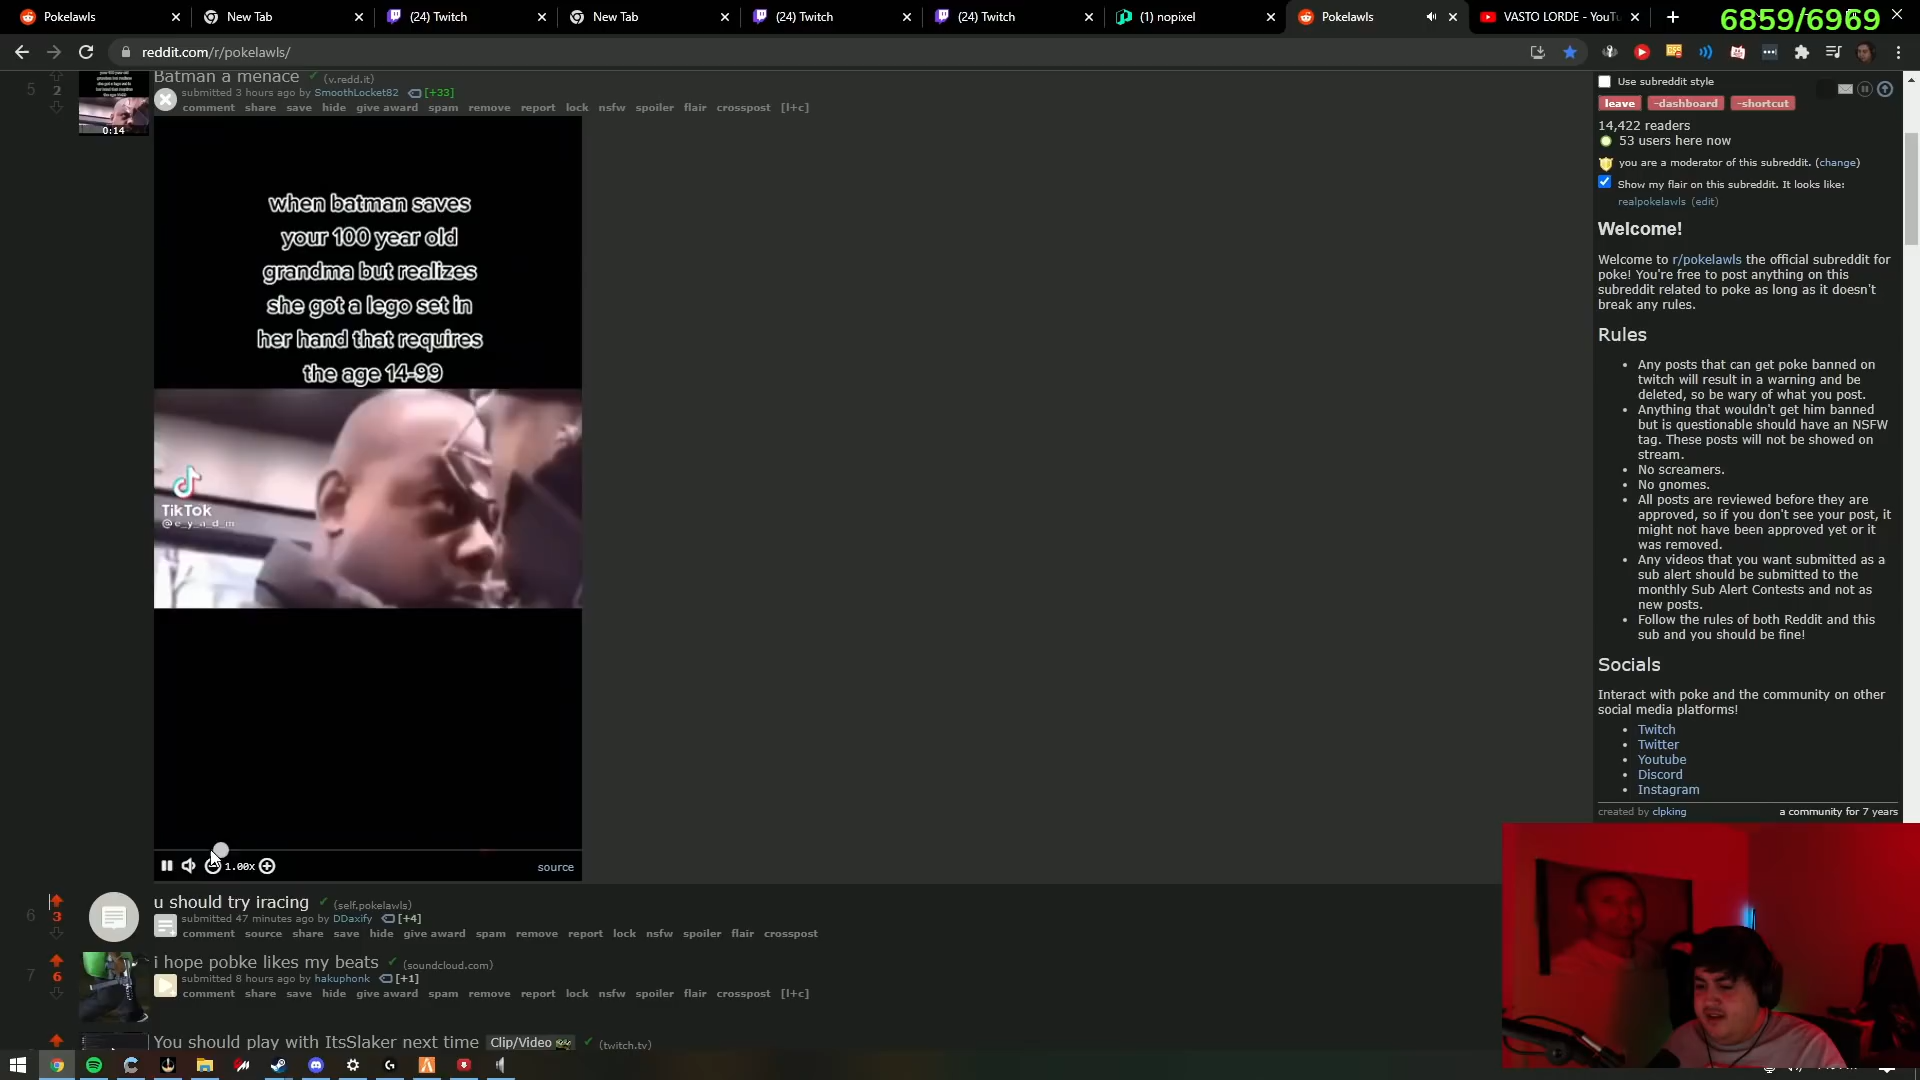 Pokelawls
New Tab
(24) Twitch
New Tab
(24) Twitch
(24) Twitch
(1) nopixel
Pokelawls
VASTO LORDE - YouTu
6859/6969
reddit.com/r/pokelawls/
5
2
0:14
Batman a menace (v.redd.it)
submitted 3 hours ago by SmoothLocket82 [+33]
comment share save hide give award spam remove report lock nsfw spoiler flair crosspost [l+c]
when batman saves
your 100 year old
grandma but realizes
she got a lego set in
her hand that requires
the age 14-99
TikTok
@e_y_a_d_m
1.00x
source
6
3
u should try iracing (self.pokelawls)
submitted 47 minutes ago by DDaxify [+4]
comment source share save hide give award spam remove report lock nsfw spoiler flair crosspost
7
6
i hope pobke likes my beats (soundcloud.com)
submitted 8 hours ago by hakuphonk [+1]
comment share save hide give award spam remove report lock nsfw spoiler flair crosspost [l+c]
You should play with ItsSlaker next time Clip/Video (twitch.tv)
Use subreddit style
leave -dashboard -shortcut
14,422 readers
53 users here now
you are a moderator of this subreddit. (change)
Show my flair on this subreddit. It looks like:
realpokelawls (edit)
Welcome!
Welcome to r/pokelawls the official subreddit for
poke! You're free to post anything on this
subreddit related to poke as long as it doesn't
break any rules.
Rules
Any posts that can get poke banned on
twitch will result in a warning and be
deleted, so be wary of what you post.
Anything that wouldn't get him banned
but is questionable should have an NSFW
tag. These posts will not be showed on
stream.
No screamers.
No gnomes.
All posts are reviewed before they are
approved, so if you don't see your post, it
might not have been approved yet or it
was removed.
Any videos that you want submitted as a
sub alert should be submitted to the
monthly Sub Alert Contests and not as
new posts.
Follow the rules of both Reddit and this
sub and you should be fine!
Socials
Interact with poke and the community on other
social media platforms!
Twitch
Twitter
Youtube
Discord
Instagram
created by clpking a community for 7 years